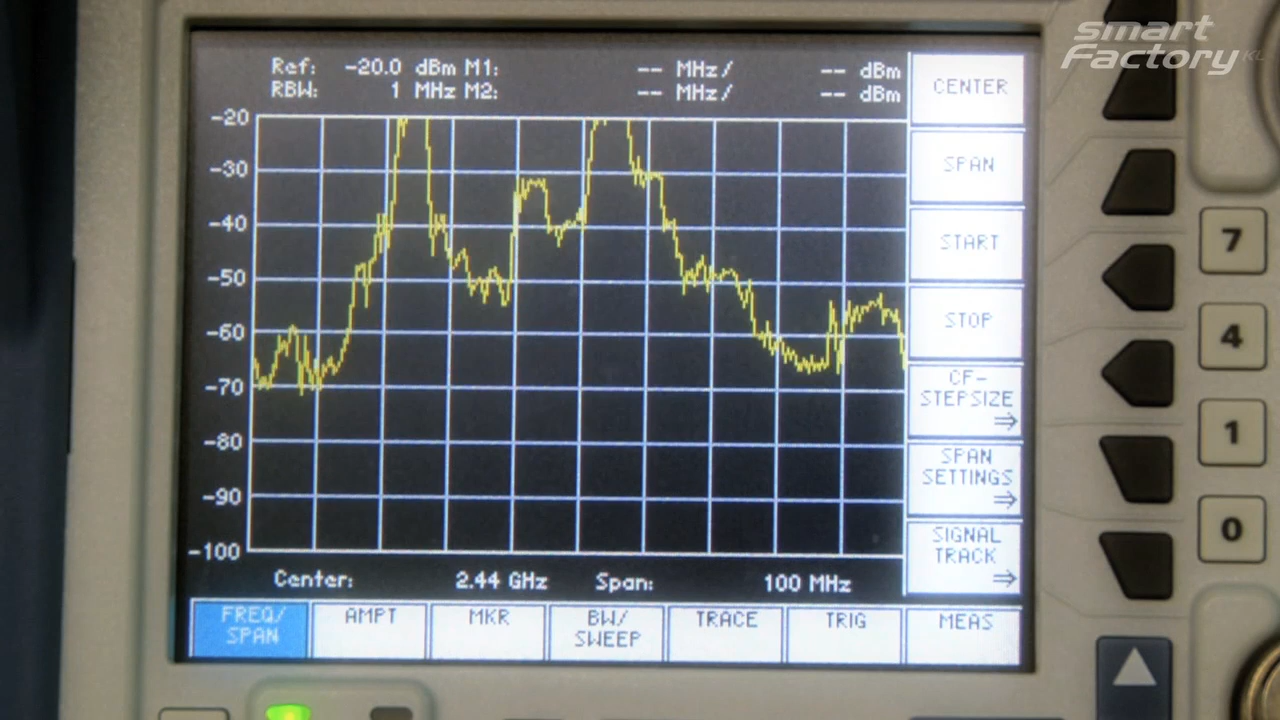 smart
Factory KL
Ref: -20.0 dBm M1: -- MHz/ -- dBm
RBW: 1 MHz M2: -- MHz/ -- dBm
CENTER
SPAN
START
STOP
CF-
STEPSIZE
⇒
SPAN
SETTINGS
⇒
SIGNAL
TRACK
⇒
-20
-30
-40
-50
-60
-70
-80
-90
-100
Center: 2.44 GHz Span: 100 MHz
FREQ/
SPAN
AMPT
MKR
BW/
SWEEP
TRACE
TRIG
MEAS
7
4
1
0